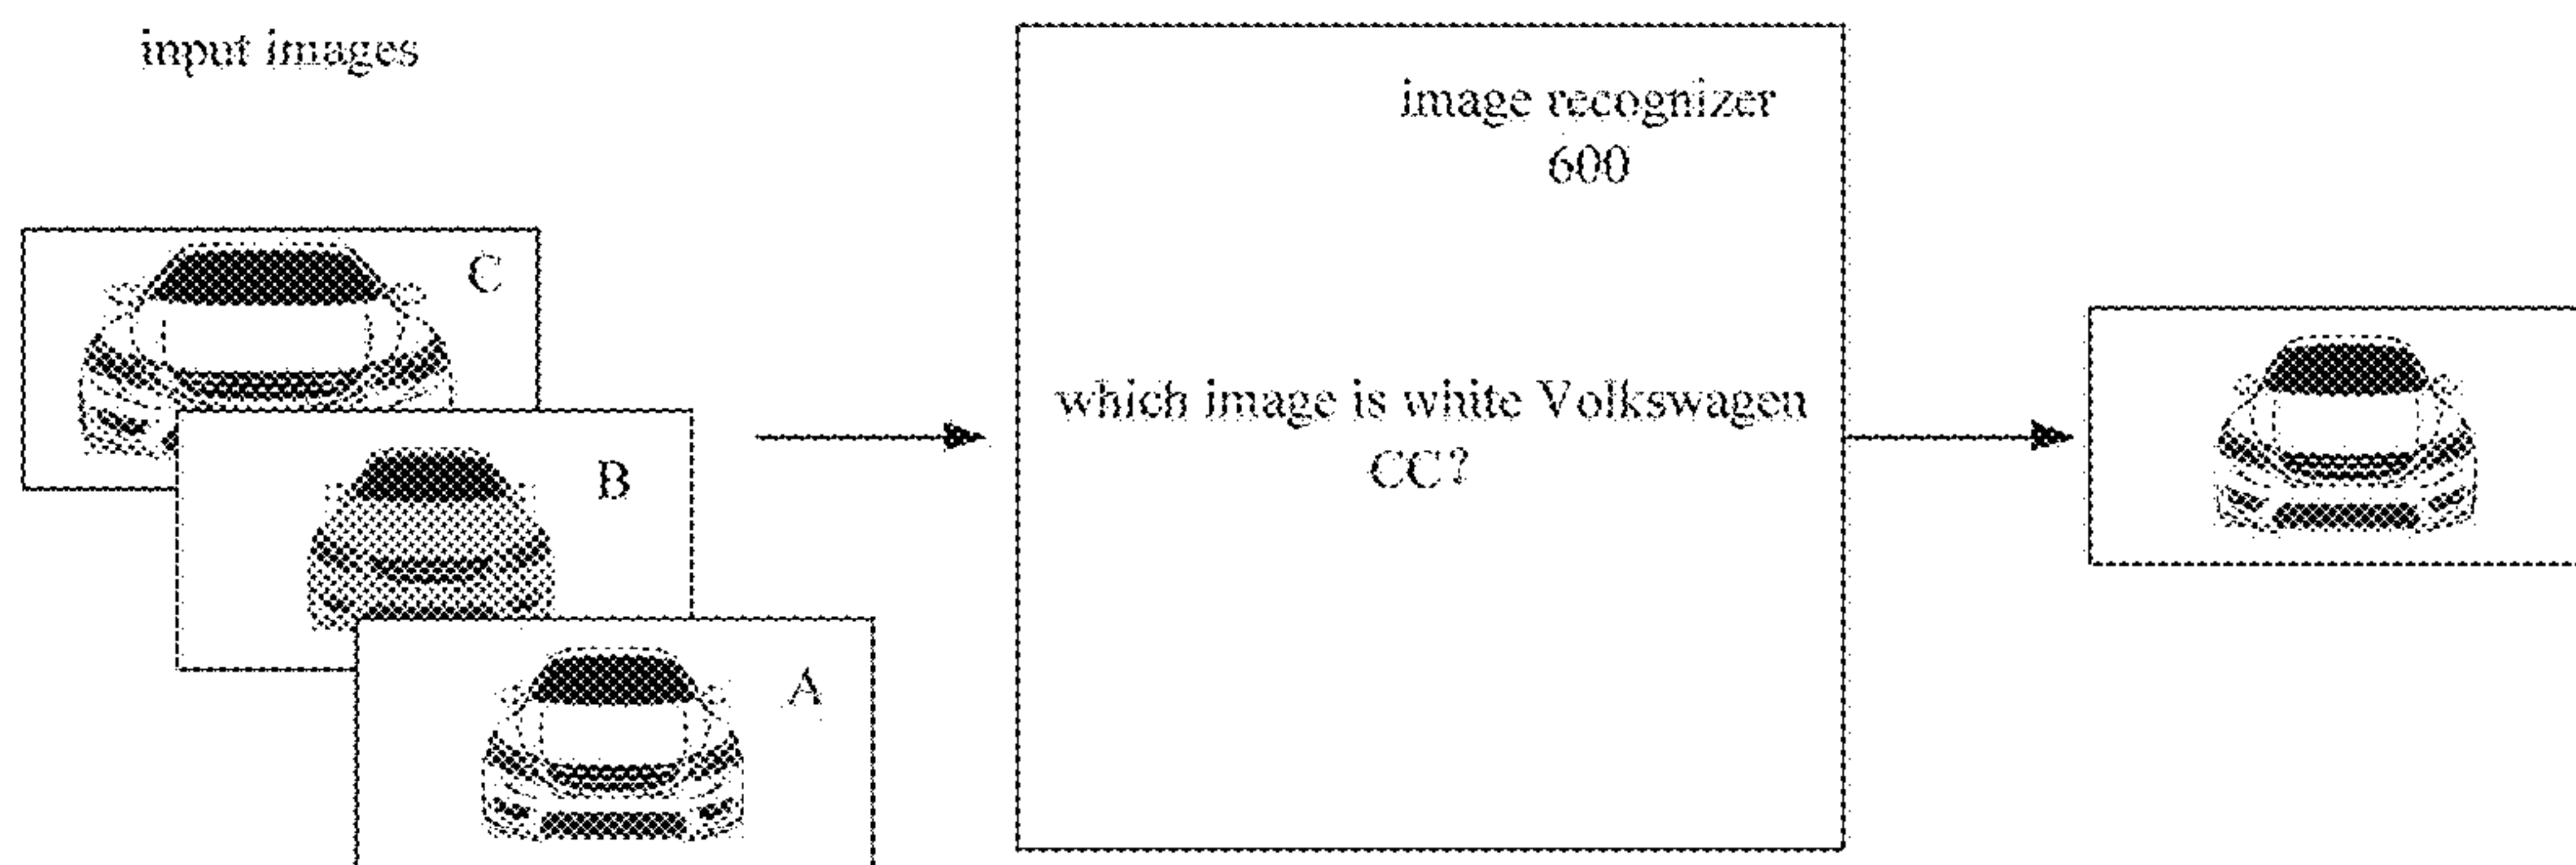 input images
image recognizer
600
C
which image is white Volkswagen
CC?
B
A